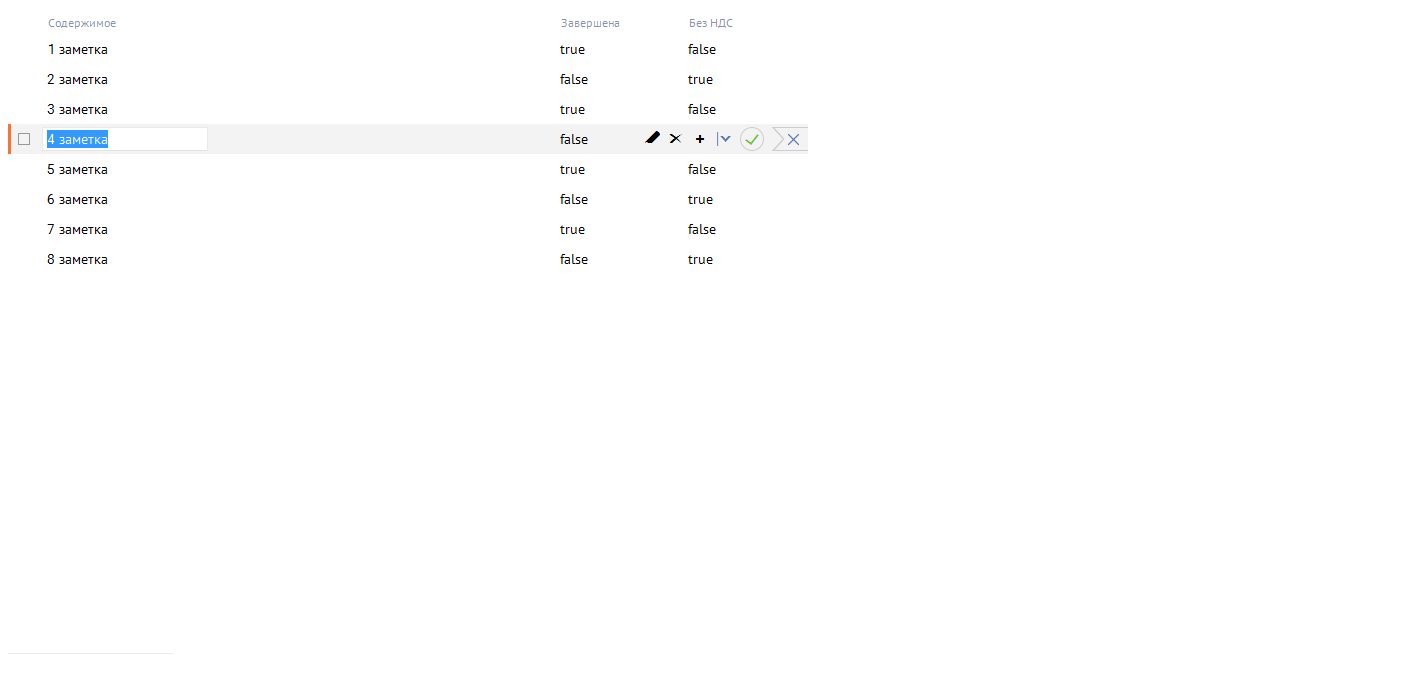 Содержимое Завершена Без НДС
1 заметка true false
2 заметка false true
3 заметка true false
4 заметка false
5 заметка true false
6 заметка false true
7 заметка true false
8 заметка false true